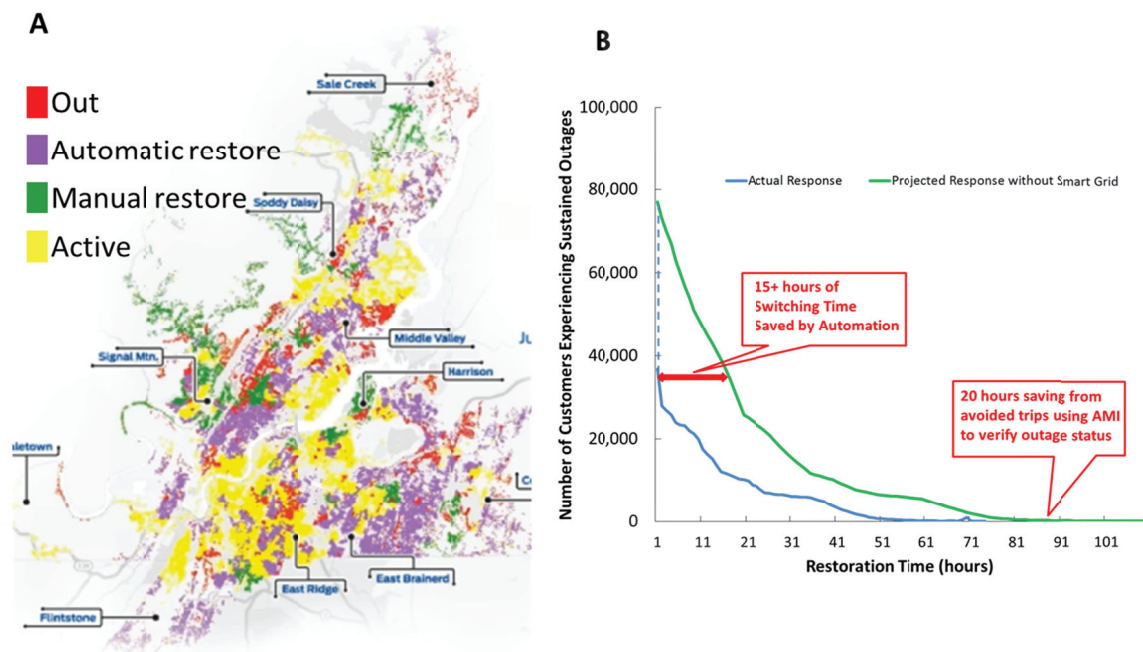 A
Out
Automatic restore
Manual restore
Active
Sale Creek
Soddy Daisy
Middle Valley
Signal Mtn.
Harrison
East Ridge
East Brainerd
Flintstone
B
Number of Customers Experiencing Sustained Outages
100,000
80,000
60,000
40,000
20,000
0
Actual Response
Projected Response without Smart Grid
15+ hours of
Switching Time
Saved by Automation
20 hours saving from
avoided trips using AMI
to verify outage status
1 11 21 31 41 51 61 71 81 91 101
Restoration Time (hours)